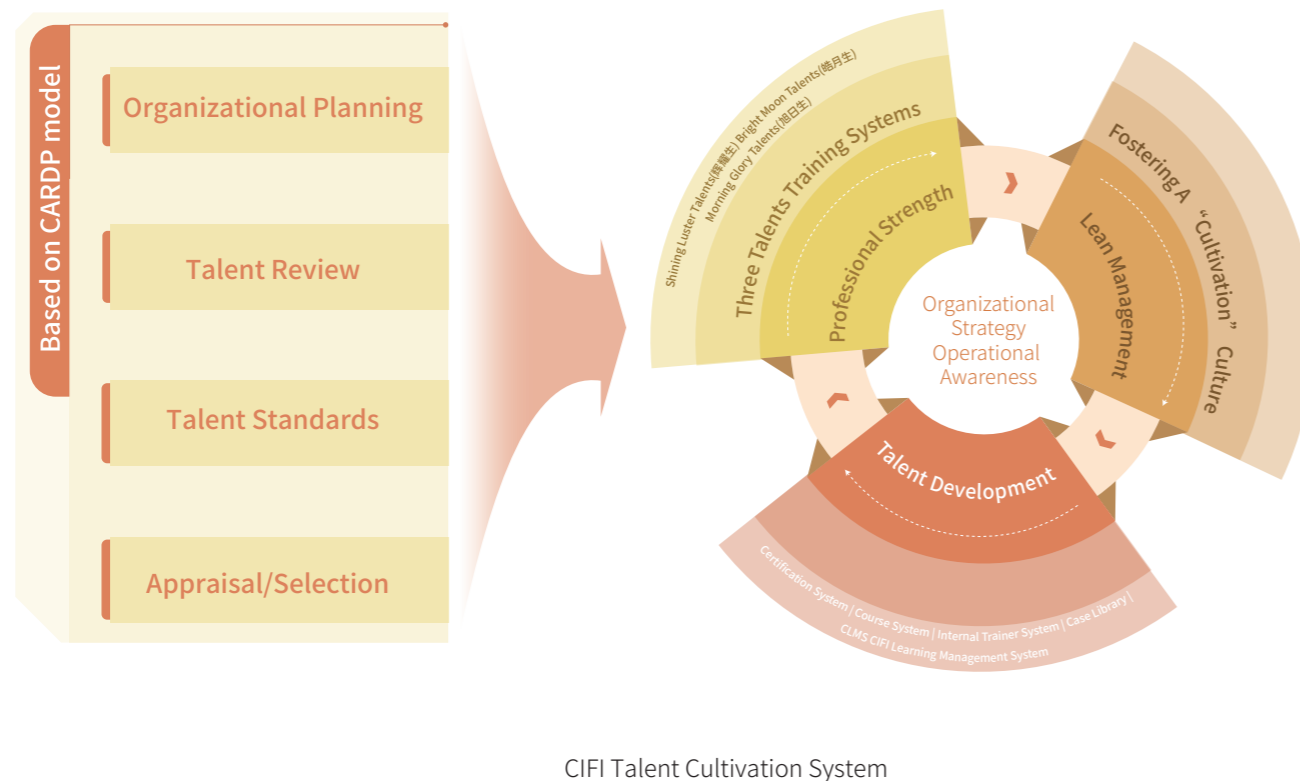 Based on CARDP model
Organizational Planning
Talent Review
Talent Standards
Appraisal/Selection
Shining Luster Talents(辉耀生) Bright Moon Talents(皓月生)
Morning Glory Talents(旭日生)
Three Talents Training Systems
Professional Strength
Fostering A “Cultivation” Culture
Lean Management
Organizational
Strategy
Operational
Awareness
Talent Development
Certification System | Course System | Internal Trainer System | Case Library |
CLMS CIFI Learning Management System
CIFI Talent Cultivation System